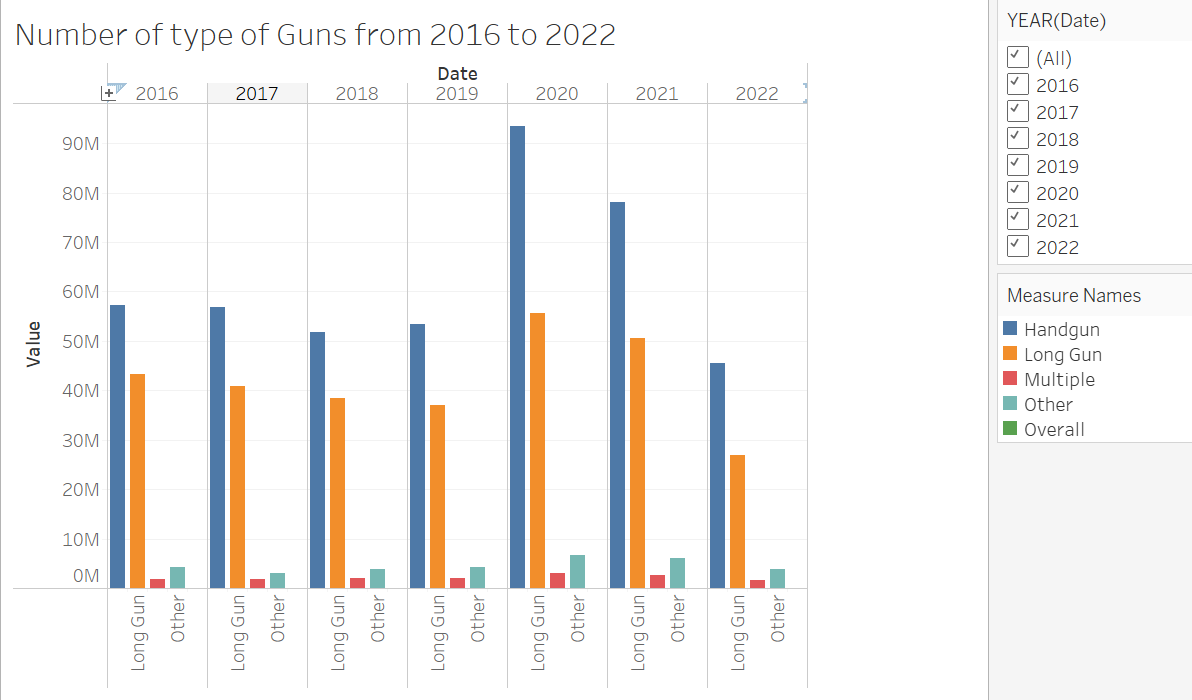 Number of type of Guns from 2016 to 2022
Date
2016 2017 2018 2019 2020 2021 2022
Value
90M
80M
70M
60M
50M
40M
30M
20M
10M
0M
Long Gun Other Long Gun Other Long Gun Other Long Gun Other Long Gun Other Long Gun Other Long Gun Other
YEAR(Date)
(All)
2016
2017
2018
2019
2020
2021
2022
Measure Names
Handgun
Long Gun
Multiple
Other
Overall